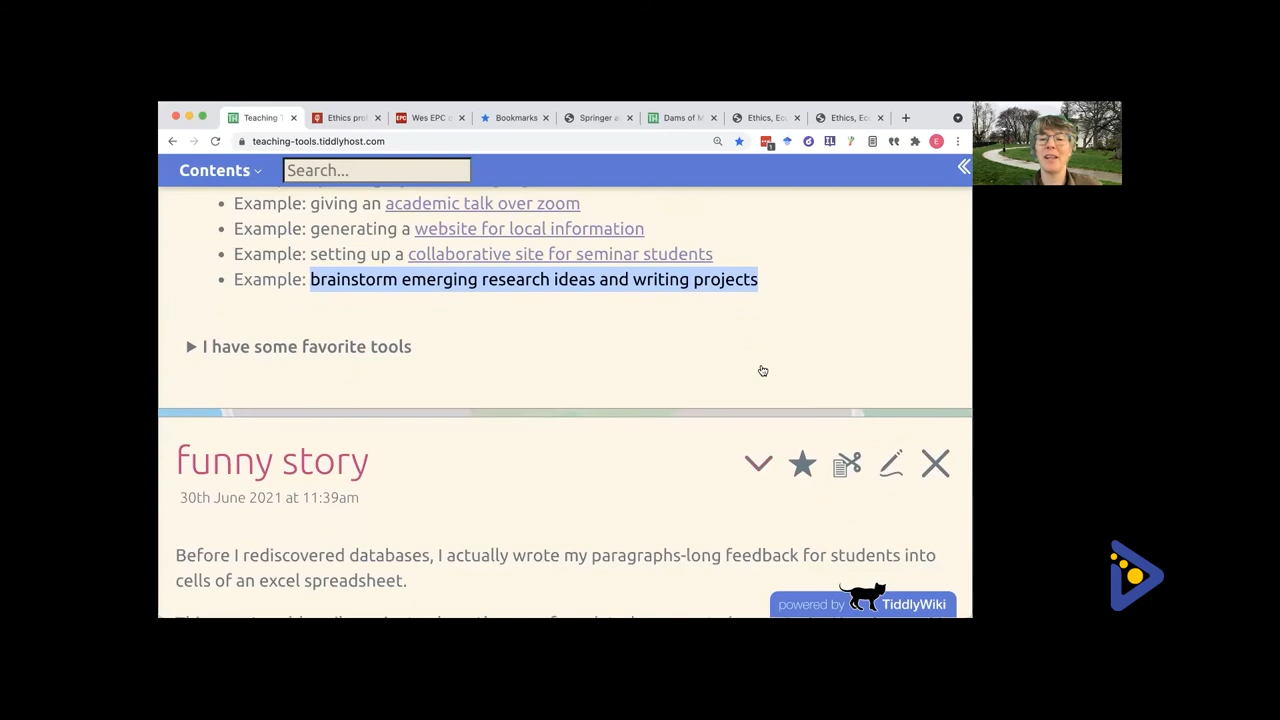 Teaching T
Ethics pro
EPC
Wes EPC o
Bookmarks
Springer a
Dams of M
Ethics, Ec
Ethics, Ec
teaching-tools.tiddlyhost.com
1
E
Contents
Search...
Example: giving an academic talk over zoom
Example: generating a website for local information
Example: setting up a collaborative site for seminar students
Example: brainstorm emerging research ideas and writing projects
I have some favorite tools
funny story
30th June 2021 at 11:39am
Before I rediscovered databases, I actually wrote my paragraphs-long feedback for students into
cells of an excel spreadsheet.
powered by TiddlyWiki